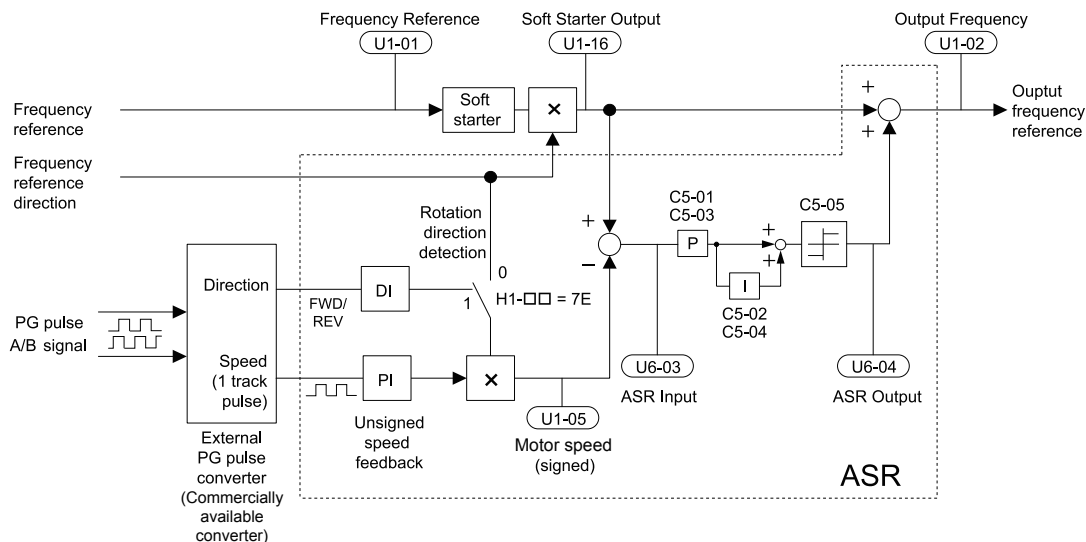 Frequency Reference
U1-01
Soft Starter Output
U1-16
Output Frequency
U1-02
Frequency
reference
Soft
starter
×
+
+
Ouptut
frequency
reference
Frequency
reference
direction
Rotation
direction
detection
0
1
H1-□□ = 7E
+
−
C5-01
C5-03
P
+
+
I
C5-02
C5-04
C5-05
PG pulse
A/B signal
Direction
Speed
(1 track
pulse)
FWD/
REV
DI
PI
×
Unsigned
speed
feedback
U1-05
Motor speed
(signed)
U6-03
ASR Input
U6-04
ASR Output
External
PG pulse
converter
(Commercially
available
converter)
ASR